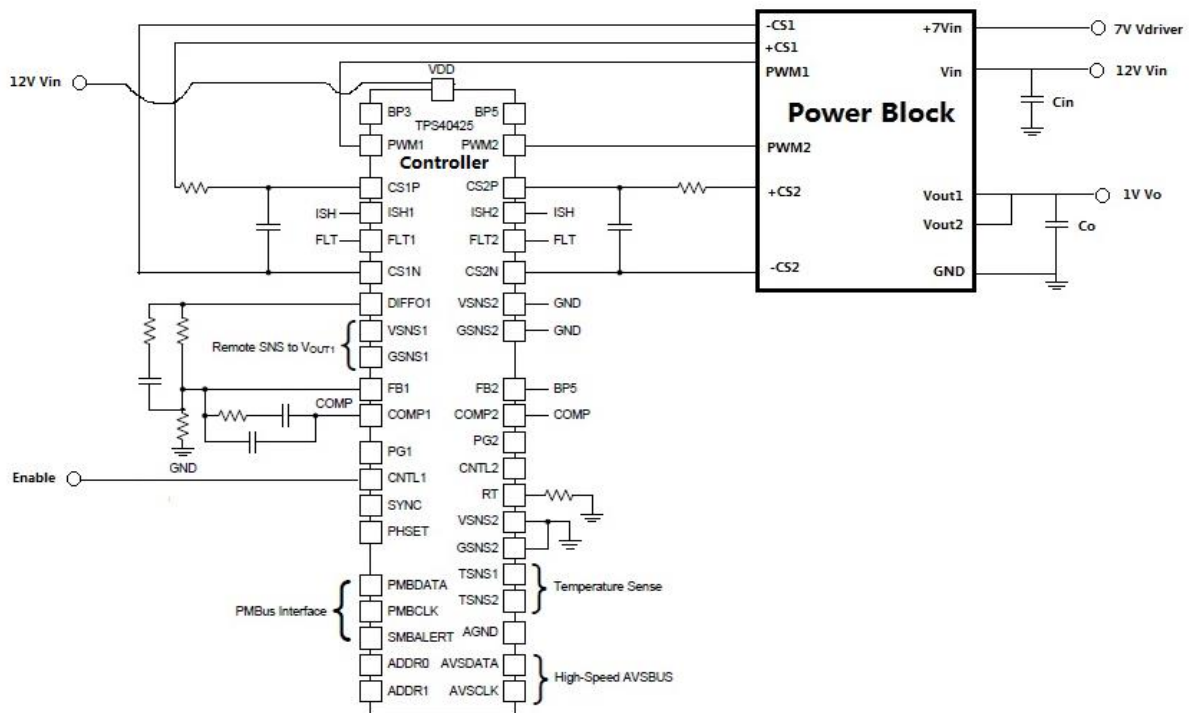 -CS1
+7Vin
7V Vdriver
+CS1
12V Vin
VDD
PWM1
Vin
12V Vin
BP3
BP5
TPS40425
Power Block
Cin
PWM1
PWM2
PWM2
Controller
CS1P
CS2P
+CS2
Vout1
1V Vo
ISH
ISH1
ISH2
ISH
Vout2
Co
FLT
FLT1
FLT2
FLT
CS1N
CS2N
-CS2
GND
DIFFO1
VSNS2
GND
Remote SNS to VOUT1
VSNS1
GSNS2
GND
GSNS1
FB1
FB2
BP5
COMP
COMP1
COMP2
COMP
PG1
PG2
GND
Enable
CNTL1
CNTL2
SYNC
RT
PHSET
VSNS2
GSNS2
TSNS1
Temperature Sense
PMBDATA
TSNS2
PMBus Interface
PMBCLK
SMBALERT
AGND
ADDR0
AVSDATA
High-Speed AVSBUS
ADDR1
AVSCLK